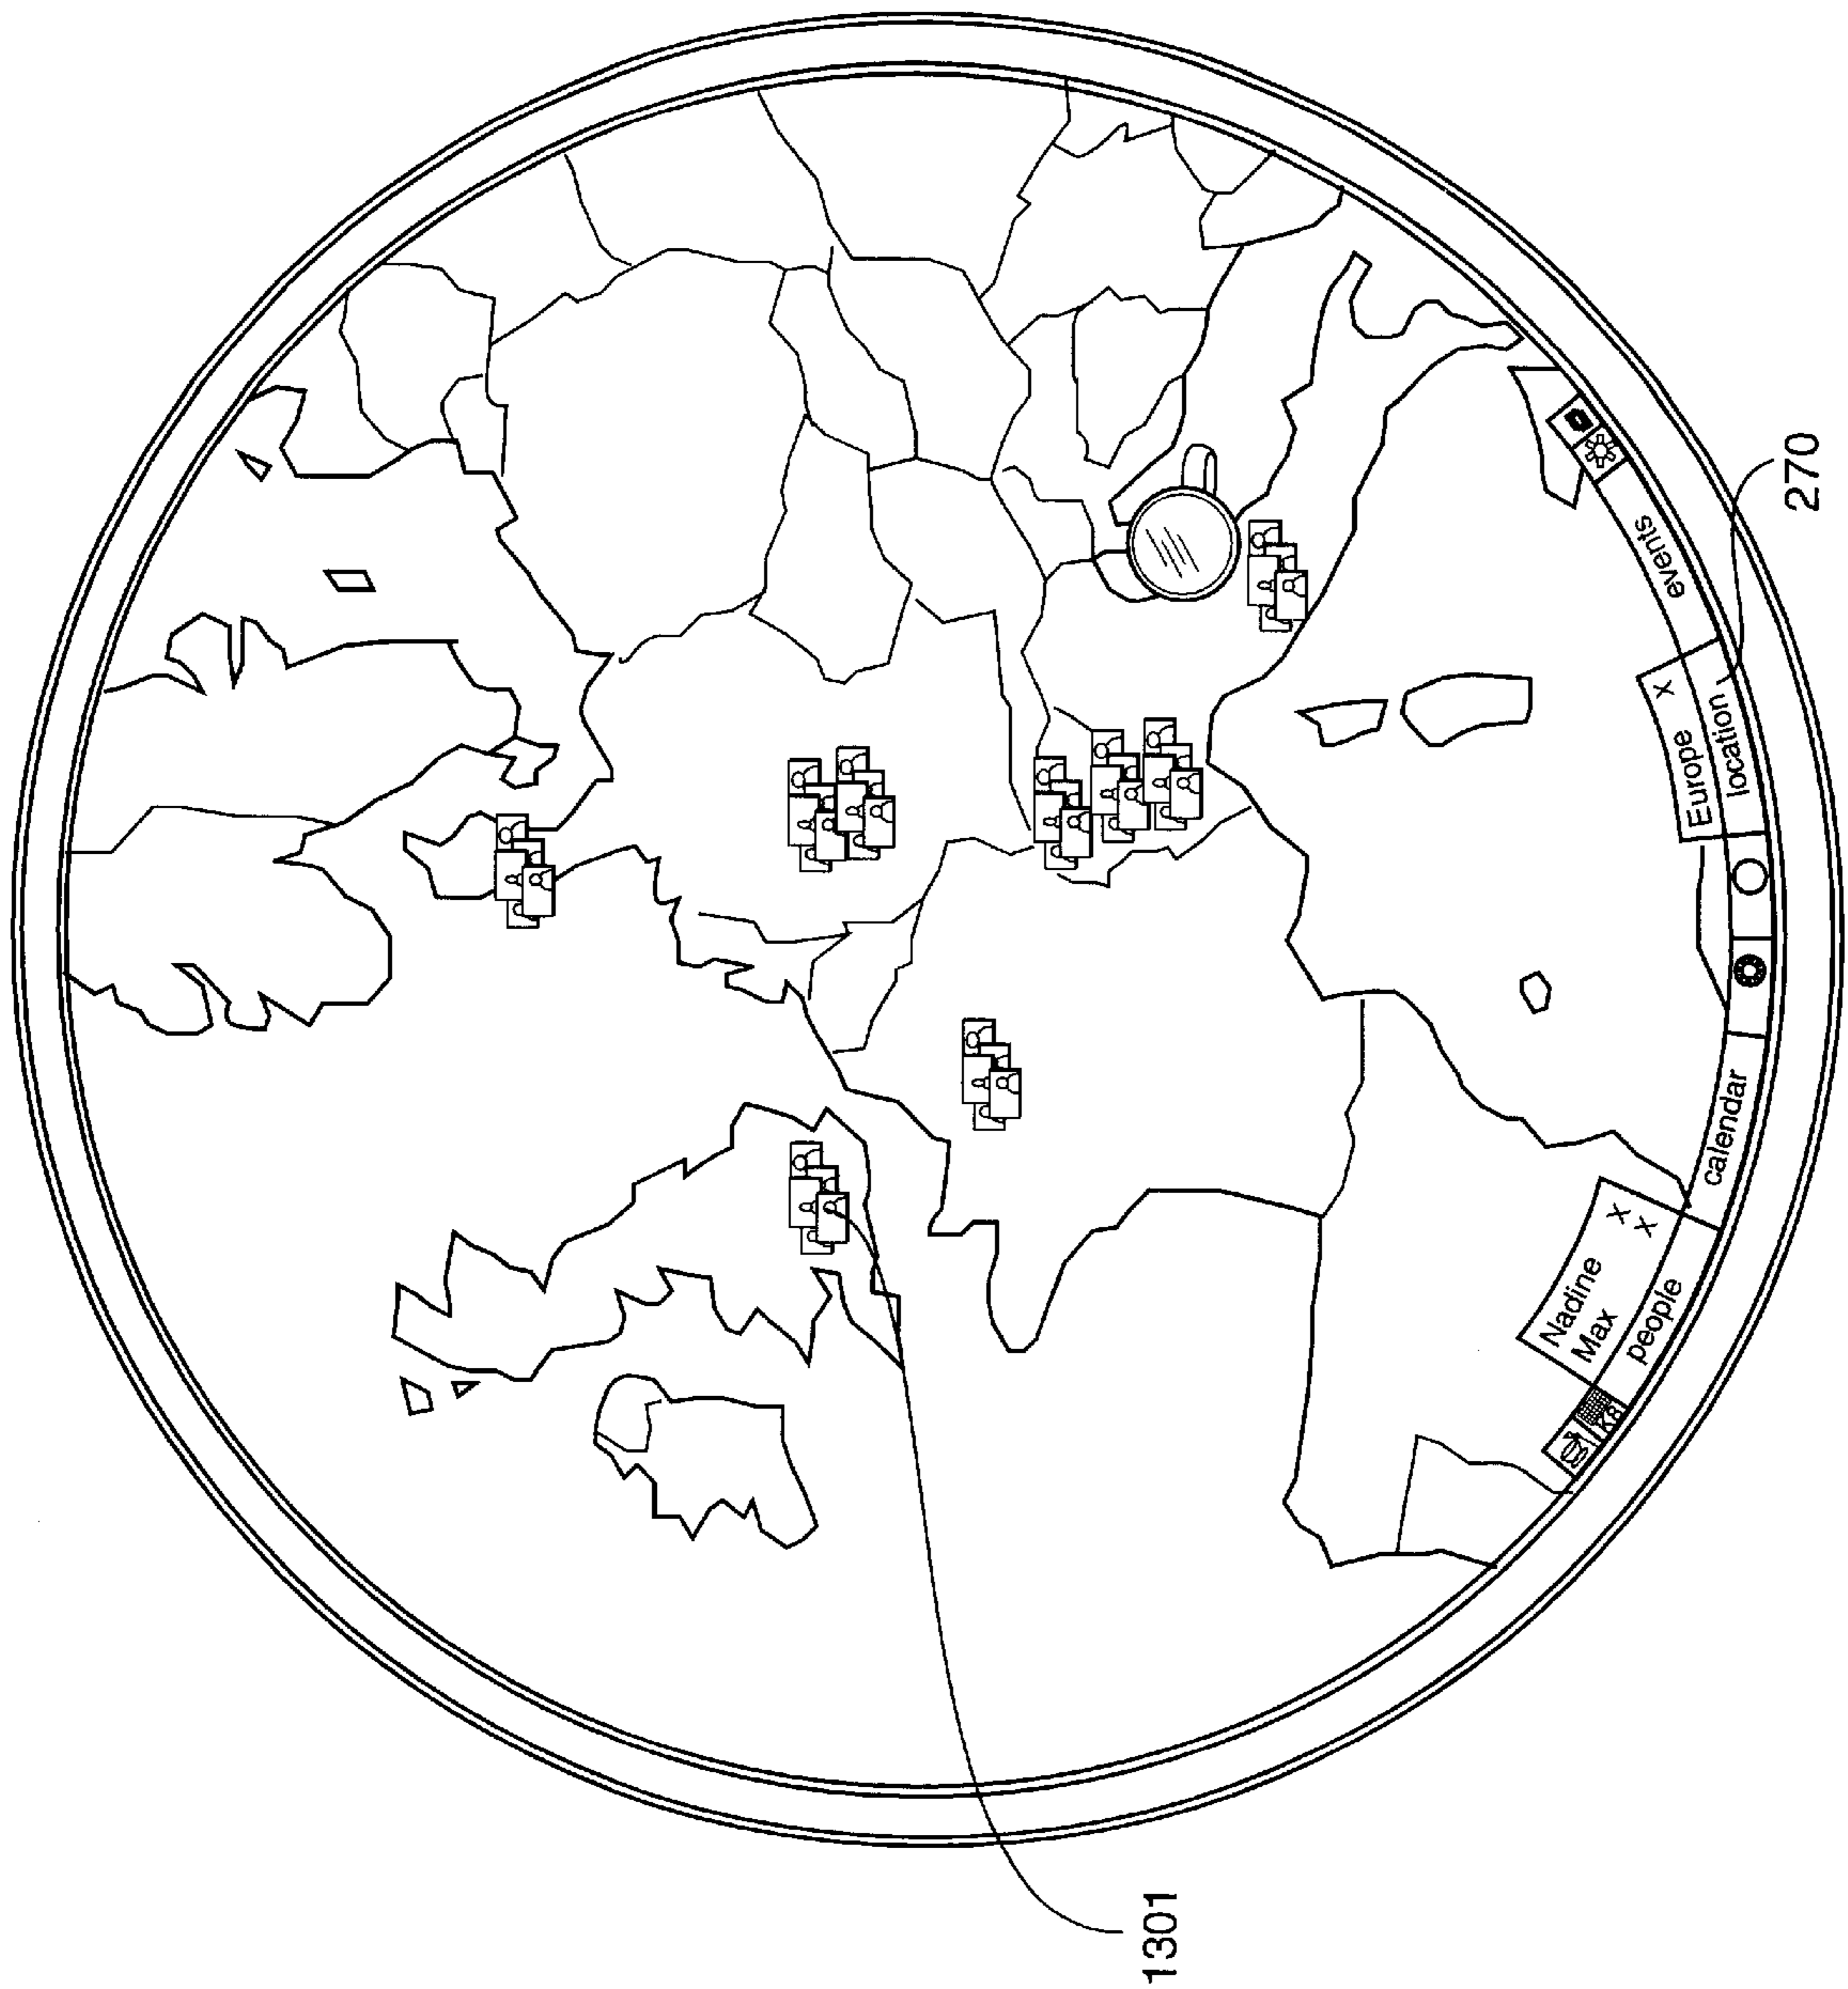 1301
Nadine X
Max X
people
calendar
Europe X
location
events
270